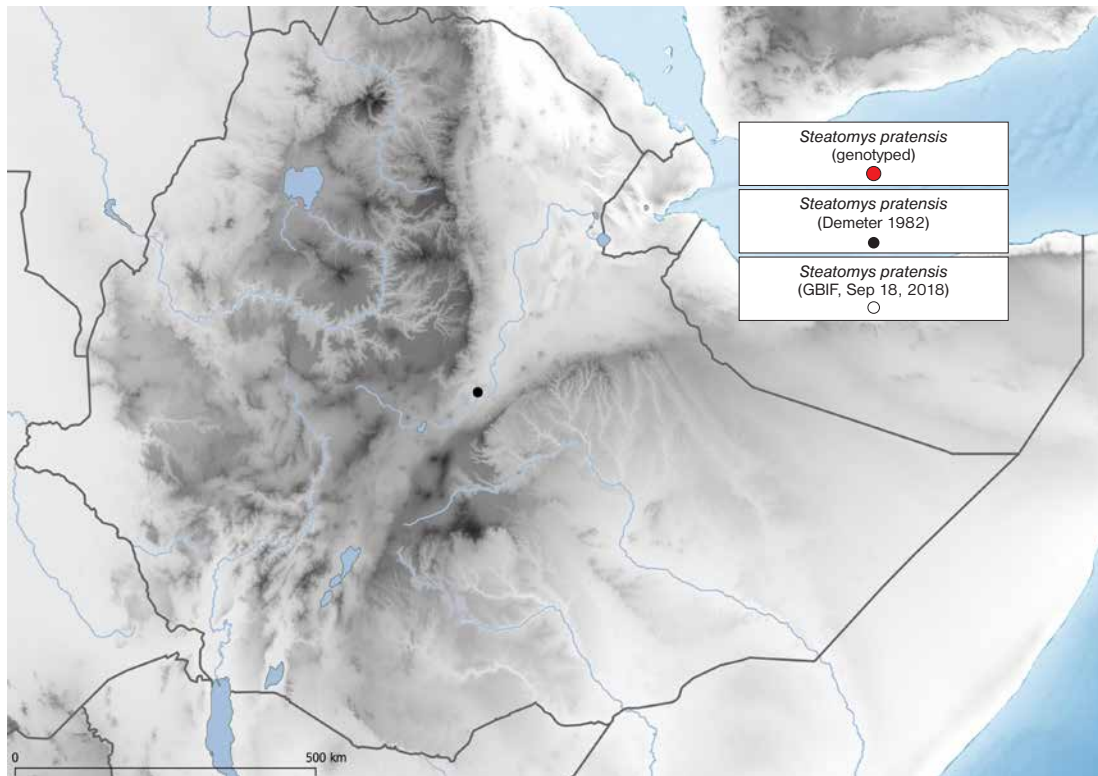 Steatomys pratensis
(genotyped)
Steatomys pratensis
(Demeter 1982)
Steatomys pratensis
(GBIF, Sep 18, 2018)
0 500 km